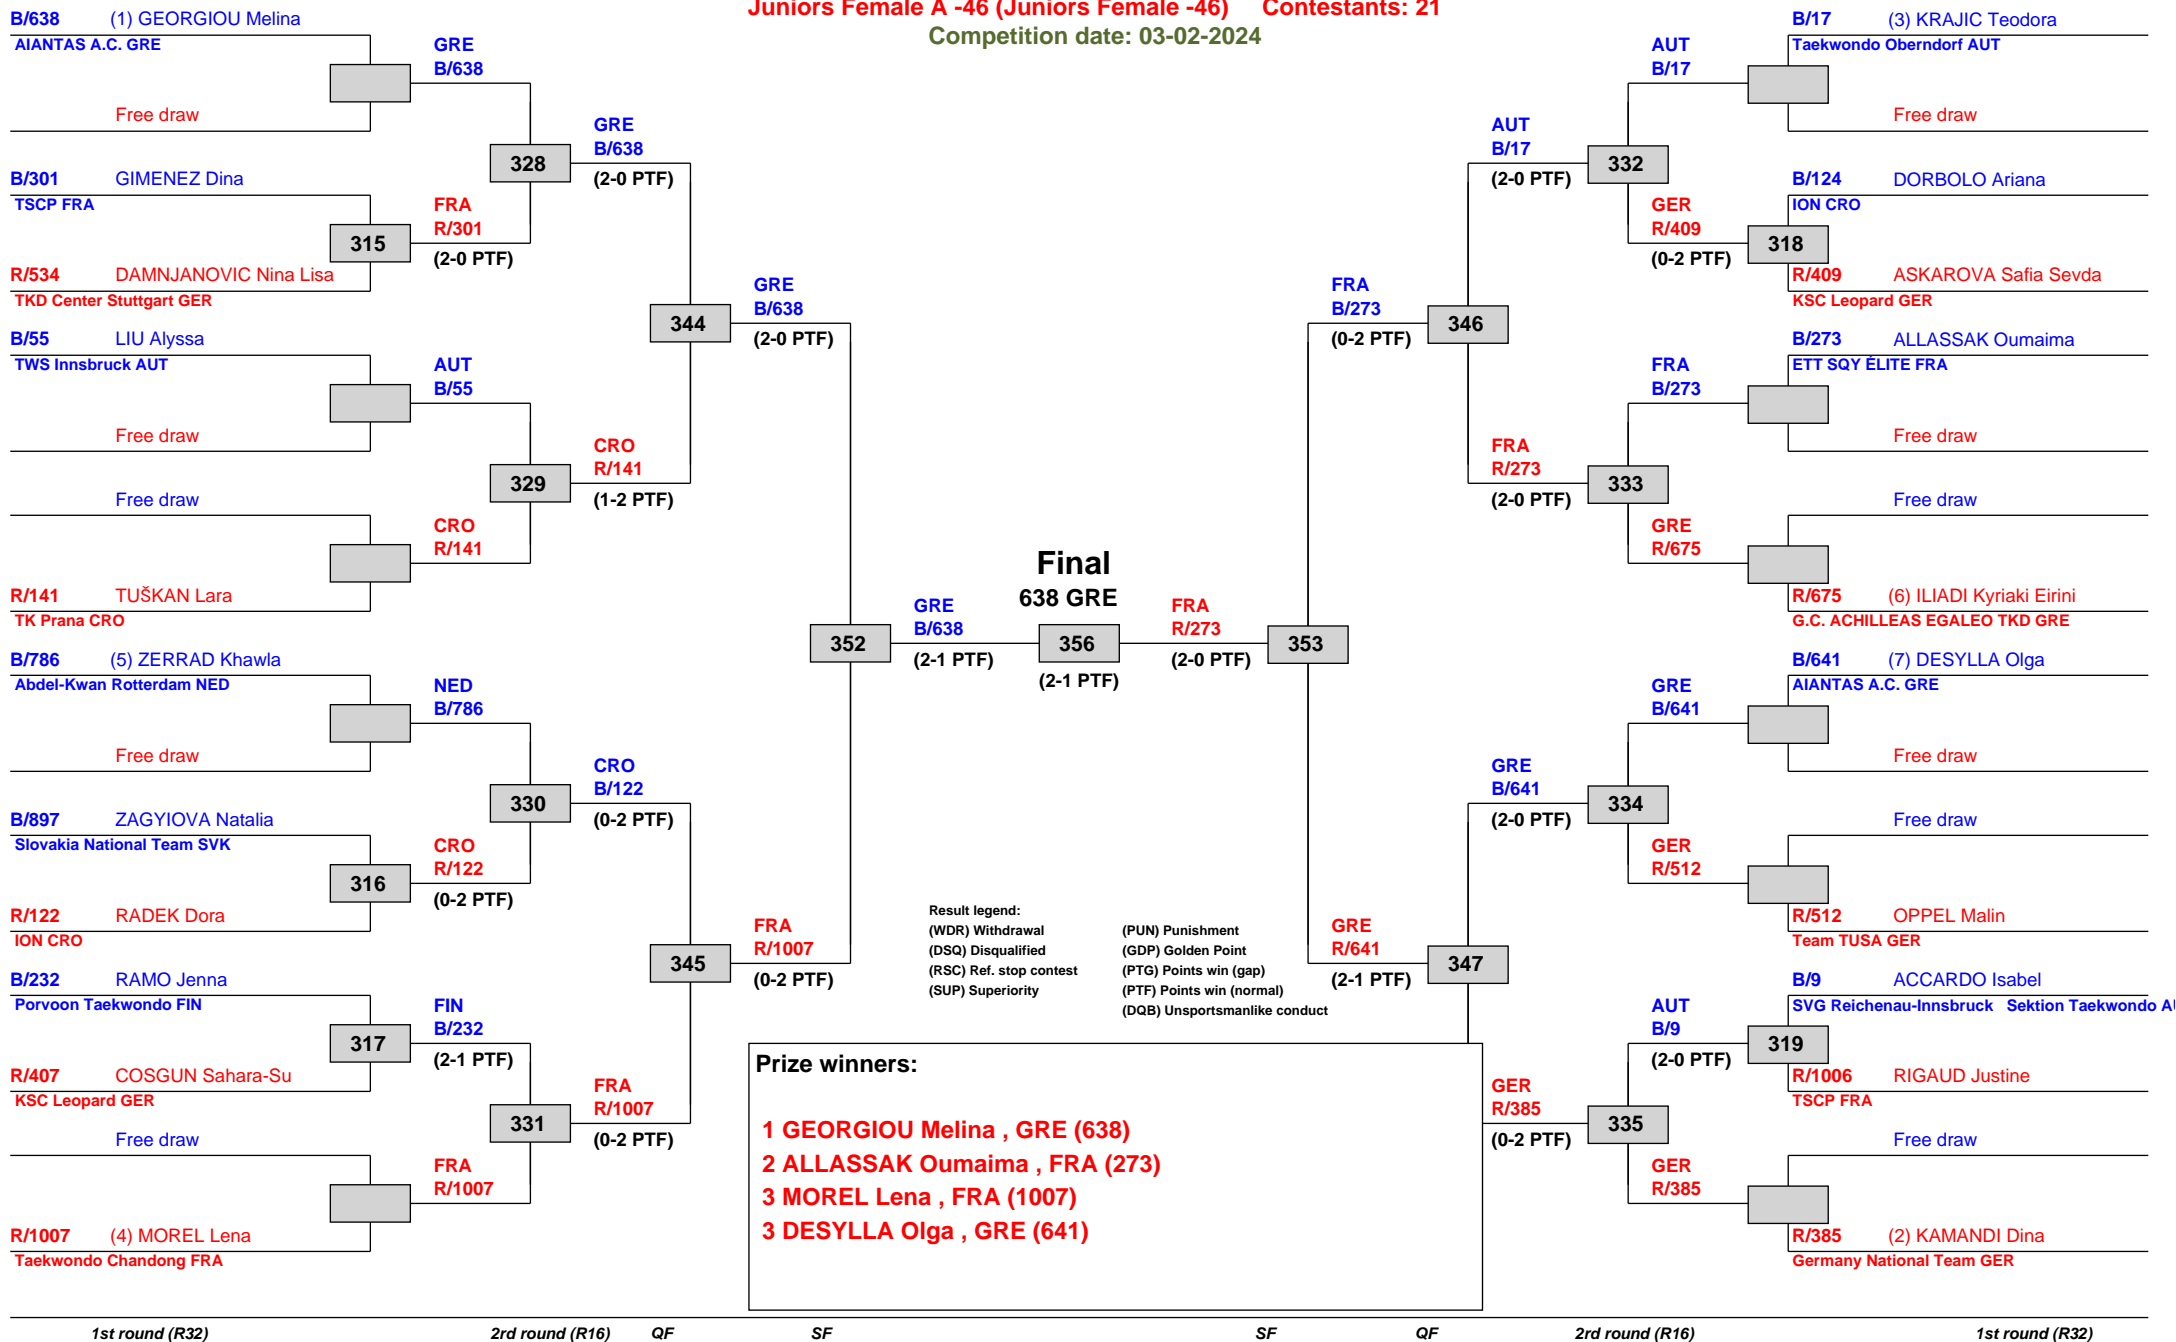 Juniors Female A -46 (Juniors Female -46) Contestants: 21
Competition date: 03-02-2024
B/638 (1) GEORGIOU Melina
AIANTAS A.C. GRE
Free draw
B/301 GIMENEZ Dina
TSCP FRA
R/534 DAMNJANOVIC Nina Lisa
TKD Center Stuttgart GER
B/55 LIU Alyssa
TWS Innsbruck AUT
Free draw
Free draw
R/141 TUŠKAN Lara
TK Prana CRO
B/786 (5) ZERRAD Khawla
Abdel-Kwan Rotterdam NED
Free draw
B/897 ZAGYIOVA Natalia
Slovakia National Team SVK
R/122 RADEK Dora
ION CRO
B/232 RAMO Jenna
Porvoon Taekwondo FIN
R/407 COSGUN Sahara-Su
KSC Leopard GER
Free draw
R/1007 (4) MOREL Lena
Taekwondo Chandong FRA
315
316
317
GRE
B/638
FRA
R/301
(2-0 PTF)
AUT
B/55
CRO
R/141
NED
B/786
CRO
R/122
(0-2 PTF)
FIN
B/232
(2-1 PTF)
FRA
R/1007
328
329
330
331
GRE
B/638
(2-0 PTF)
CRO
R/141
(1-2 PTF)
CRO
B/122
(0-2 PTF)
FRA
R/1007
(0-2 PTF)
344
345
GRE
B/638
(2-0 PTF)
FRA
R/1007
(0-2 PTF)
352
GRE
B/638
(2-1 PTF)
Final
638 GRE
356
(2-1 PTF)
FRA
R/273
(2-0 PTF)
353
FRA
B/273
(0-2 PTF)
GRE
R/641
(2-1 PTF)
346
347
AUT
B/17
(2-0 PTF)
FRA
R/273
(2-0 PTF)
GRE
B/641
(2-0 PTF)
GER
R/385
(0-2 PTF)
332
333
334
335
AUT
B/17
GER
R/409
(0-2 PTF)
FRA
B/273
GRE
R/675
GRE
B/641
GER
R/512
AUT
B/9
(2-0 PTF)
GER
R/385
318
319
B/17 (3) KRAJIC Teodora
Taekwondo Oberndorf AUT
Free draw
B/124 DORBOLO Ariana
ION CRO
R/409 ASKAROVA Safia Sevda
KSC Leopard GER
B/273 ALLASSAK Oumaima
ETT SQY ÉLITE FRA
Free draw
Free draw
R/675 (6) ILIADI Kyriaki Eirini
G.C. ACHILLEAS EGALEO TKD GRE
B/641 (7) DESYLLA Olga
AIANTAS A.C. GRE
Free draw
Free draw
R/512 OPPEL Malin
Team TUSA GER
B/9 ACCARDO Isabel
SVG Reichenau-Innsbruck Sektion Taekwondo
R/1006 RIGAUD Justine
TSCP FRA
Free draw
R/385 (2) KAMANDI Dina
Germany National Team GER
Result legend:
(WDR) Withdrawal (PUN) Punishment
(DSQ) Disqualified (GDP) Golden Point
(RSC) Ref. stop contest (PTG) Points win (gap)
(SUP) Superiority (PTF) Points win (normal)
(DQB) Unsportsmanlike conduct
Prize winners:
1 GEORGIOU Melina , GRE (638)
2 ALLASSAK Oumaima , FRA (273)
3 MOREL Lena , FRA (1007)
3 DESYLLA Olga , GRE (641)
1st round (R32) 2rd round (R16) QF SF SF QF 2rd round (R16) 1st round (R32)